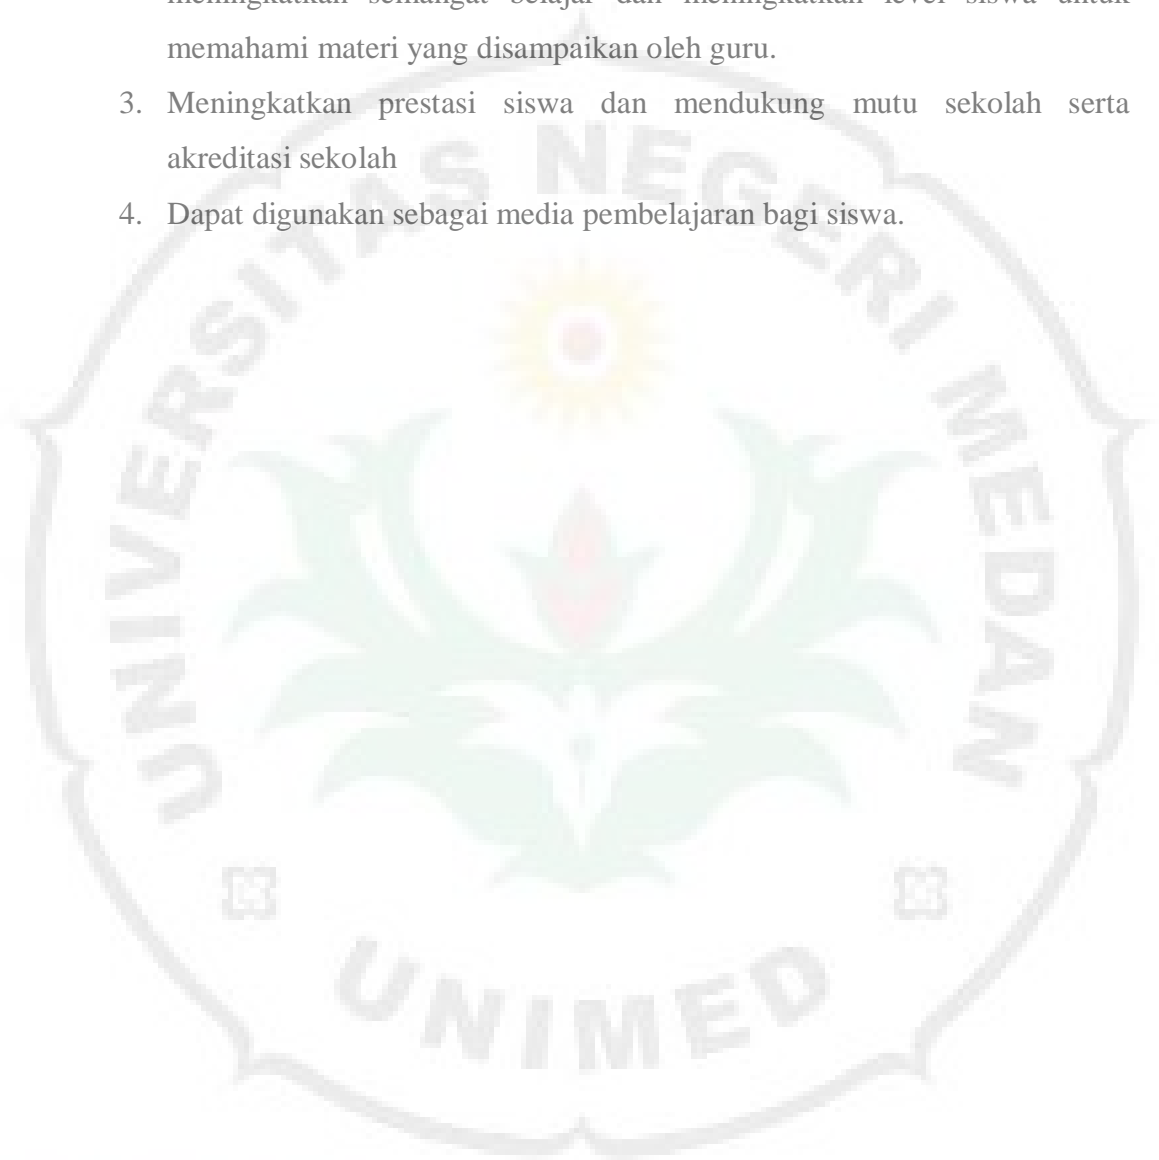 meningkatkan semangat belajar dan meningkatkan level siswa untuk
memahami materi yang disampaikan oleh guru.
3. Meningkatkan prestasi siswa dan mendukung mutu sekolah serta
akreditasi sekolah
4. Dapat digunakan sebagai media pembelajaran bagi siswa.
UNIVERSITAS NEGERI MEDAN
UNIMED